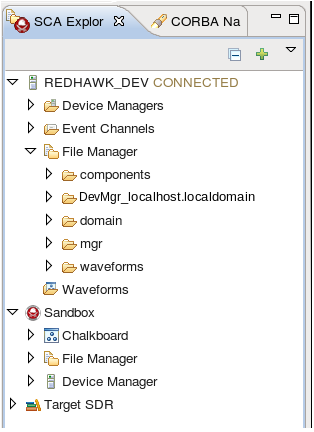 SCA Explor CORBA Na
REDHAWK_DEV CONNECTED
Device Managers
Event Channels
File Manager
components
DevMgr_localhost.localdomain
domain
mgr
waveforms
Waveforms
Sandbox
Chalkboard
File Manager
Device Manager
Target SDR